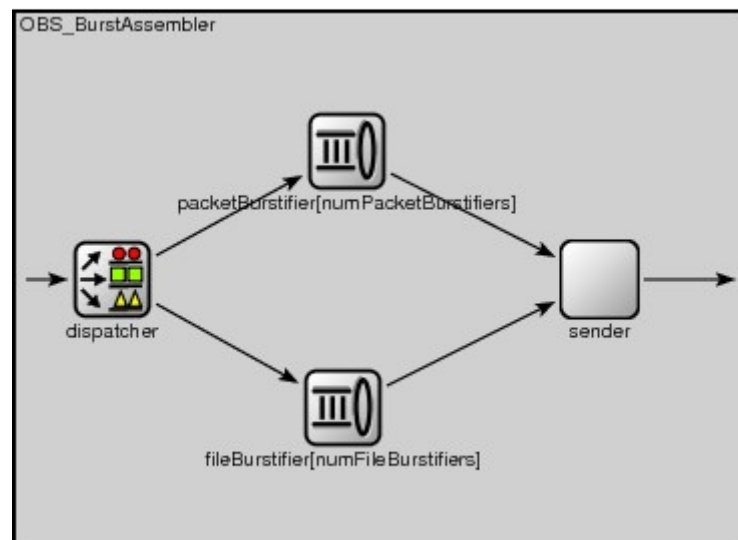 OBS_BurstAssembler
packetBurstifier[numPacketBurstifiers]
dispatcher
sender
fileBurstifier[numFileBurstifiers]